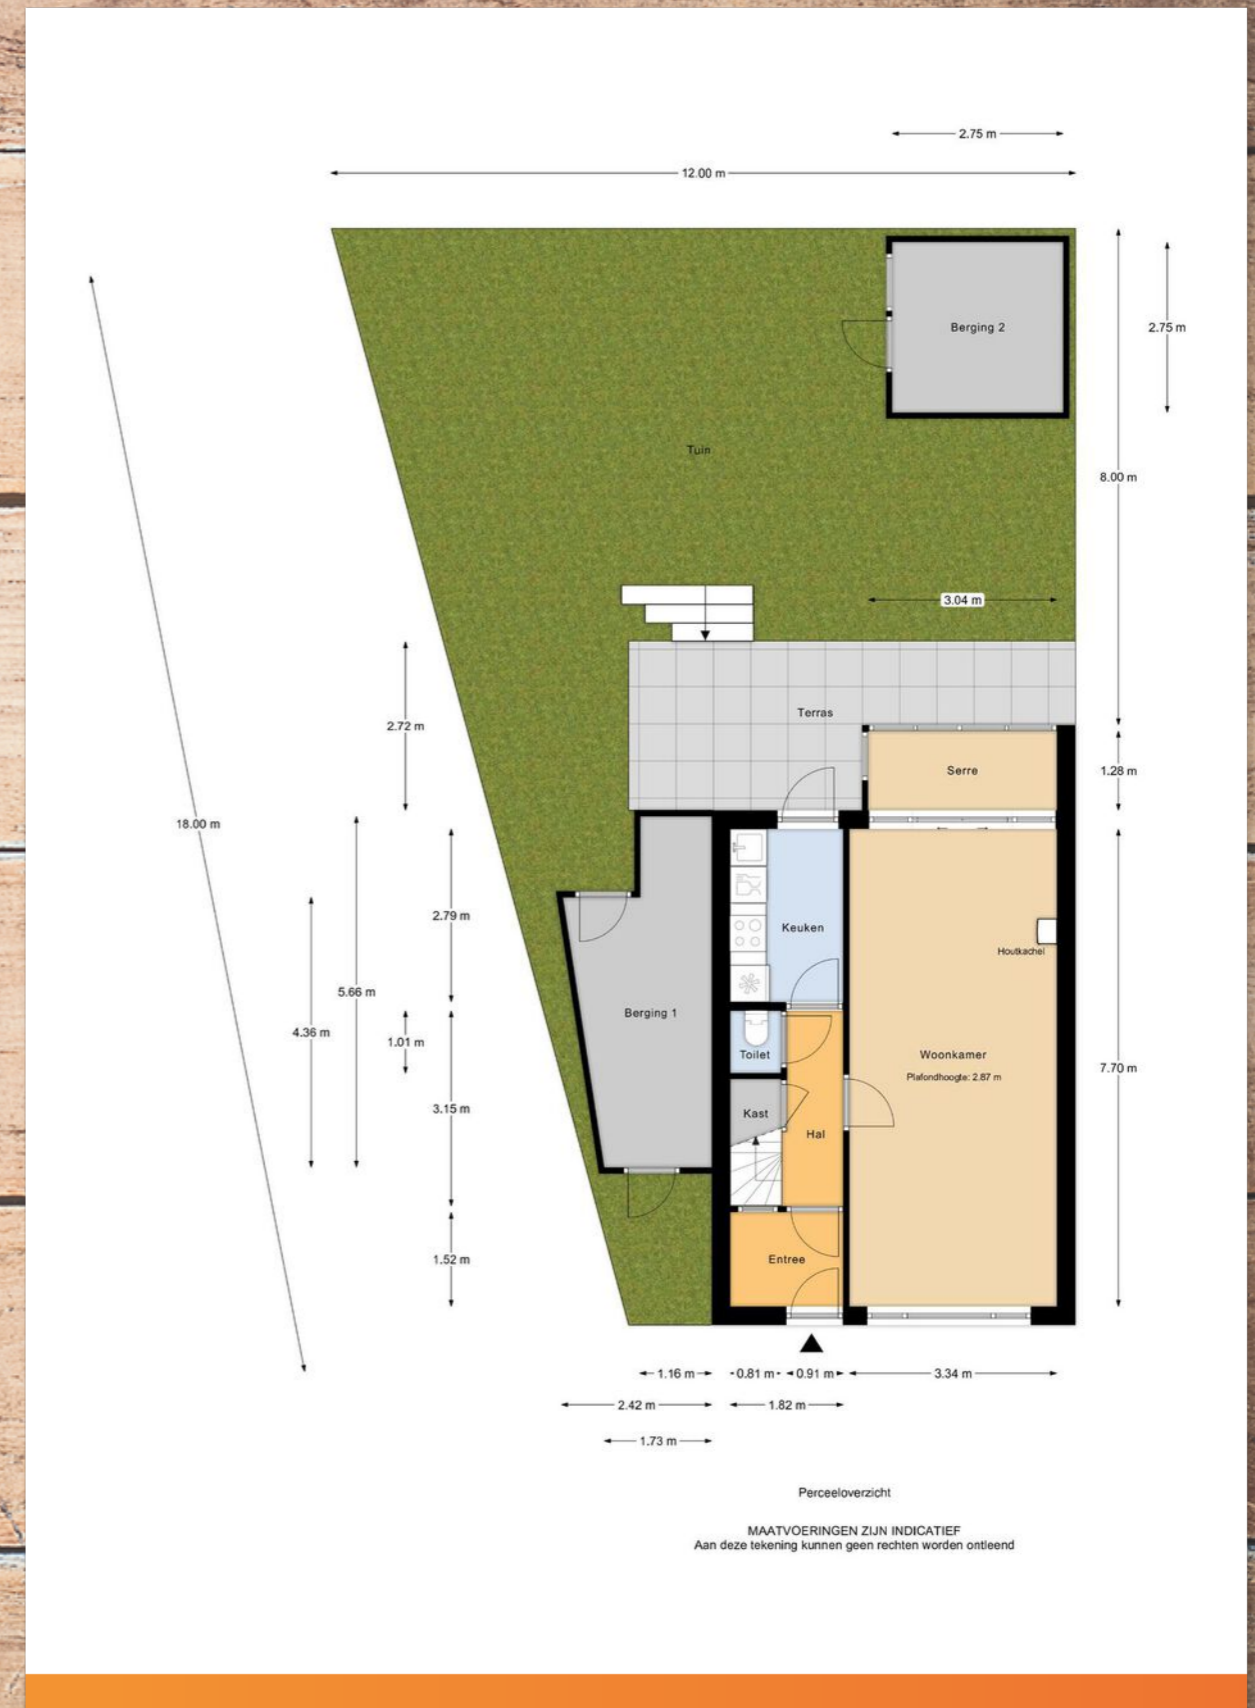 2.75 m
12.00 m
Berging 2
2.75 m
Tuin
8.00 m
3.04 m
2.72 m
Terras
Serre
1.28 m
18.00 m
2.79 m
Keuken
Houtkachel
5.66 m
4.36 m
1.01 m
Berging 1
Toilet
Woonkamer
Plafondhoogte: 2.87 m
7.70 m
3.15 m
Kast
Hal
1.52 m
Entree
1.16 m
0.81 m
0.91 m
3.34 m
2.42 m
1.82 m
1.73 m
Perceeloverzicht
MAATVOERINGEN ZIJN INDICATIEF
Aan deze tekening kunnen geen rechten worden ontleend